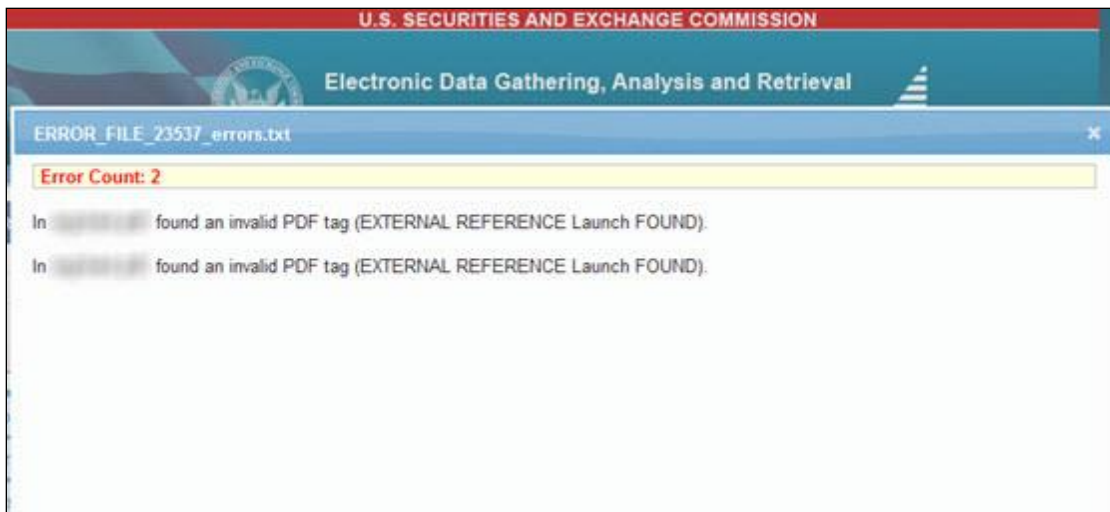 U.S. SECURITIES AND EXCHANGE COMMISSION
Electronic Data Gathering, Analysis and Retrieval
ERROR_FILE_23537_errors.txt
Error Count: 2
In found an invalid PDF tag (EXTERNAL REFERENCE Launch FOUND).
In found an invalid PDF tag (EXTERNAL REFERENCE Launch FOUND).